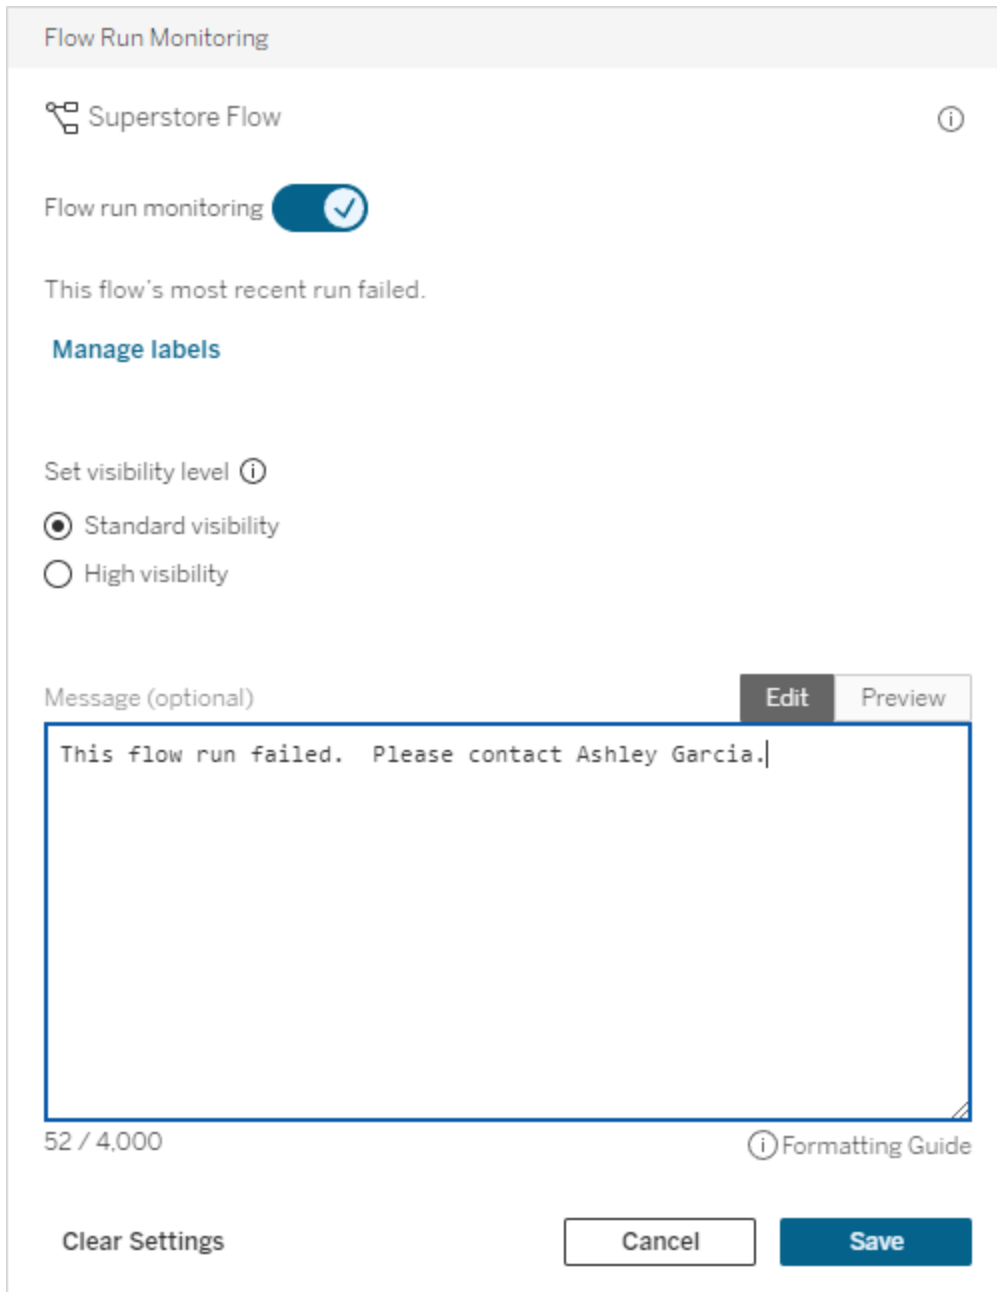 Flow Run Monitoring
Superstore Flow
Flow run monitoring
This flow's most recent run failed.
Manage labels
Set visibility level
Standard visibility
High visibility
Message (optional)
Edit
Preview
This flow run failed.  Please contact Ashley Garcia.
52 / 4,000
Formatting Guide
Clear Settings
Cancel
Save